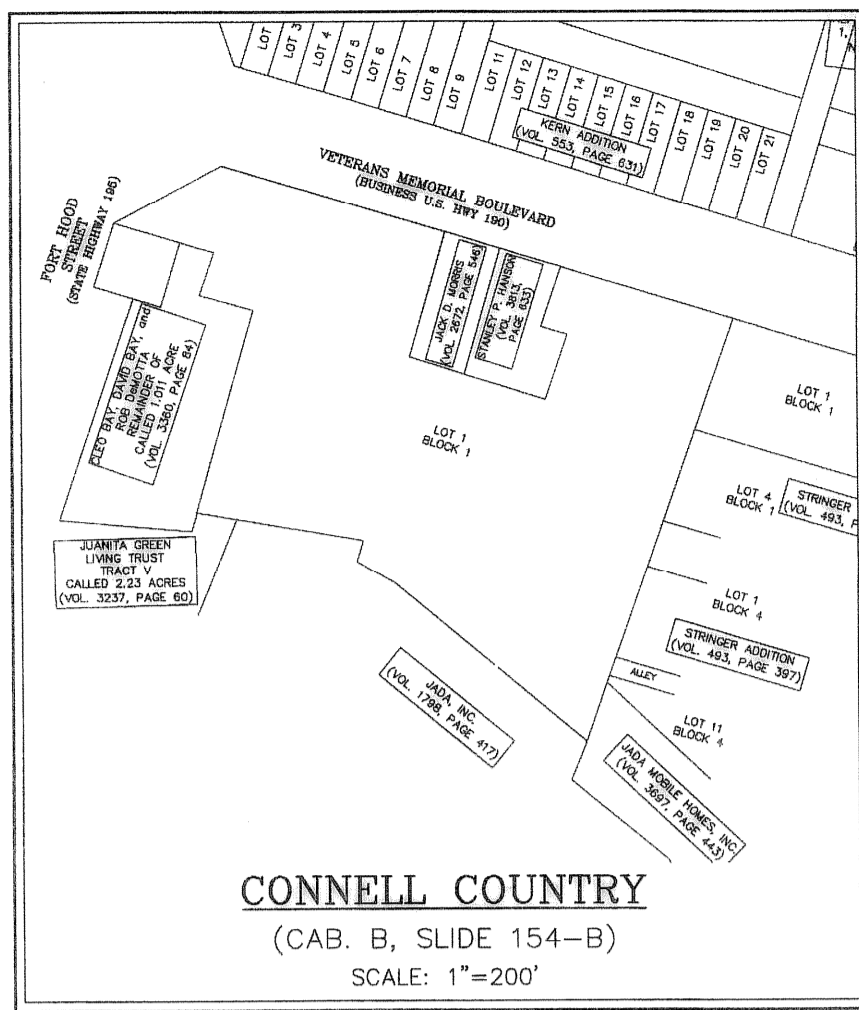 LOT
LOT 3
LOT 4
LOT 5
LOT 6
LOT 7
LOT 8
LOT 9
LOT 11
LOT 12
LOT 13
LOT 14
LOT 15
LOT 16
LOT 17
LOT 18
LOT 19
LOT 20
LOT 21
1,
KERN ADDITION
(VOL. 553, PAGE 631)
VETERANS MEMORIAL BOULEVARD
(BUSINESS U.S. HWY 190)
FORT HOOD
STREET
(STATE HIGHWAY 195)
JACK D. MORRIS
(VOL. 2672, PAGE 546)
STANLEY P. HANSON
(VOL. 3813,
PAGE 633)
CLEO BAY, DAVID BAY, and
ROB DeMOTTA
REMAINDER OF
CALLED 1.011 ACRE
(VOL. 3360, PAGE 84)
LOT 1
BLOCK 1
LOT 1
BLOCK 1
LOT 4
BLOCK 1
STRINGER
(VOL. 493, P
JUANITA GREEN
LIVING TRUST
TRACT V
CALLED 2.23 ACRES
(VOL. 3237, PAGE 60)
LOT 1
BLOCK 4
STRINGER ADDITION
(VOL. 493, PAGE 397)
ALLEY
JADA, INC.
(VOL. 1798, PAGE 417)
LOT 11
BLOCK 4
JADA MOBILE HOMES, INC.
(VOL. 3697, PAGE 443)
CONNELL COUNTRY
(CAB. B, SLIDE 154-B)
SCALE: 1"=200'